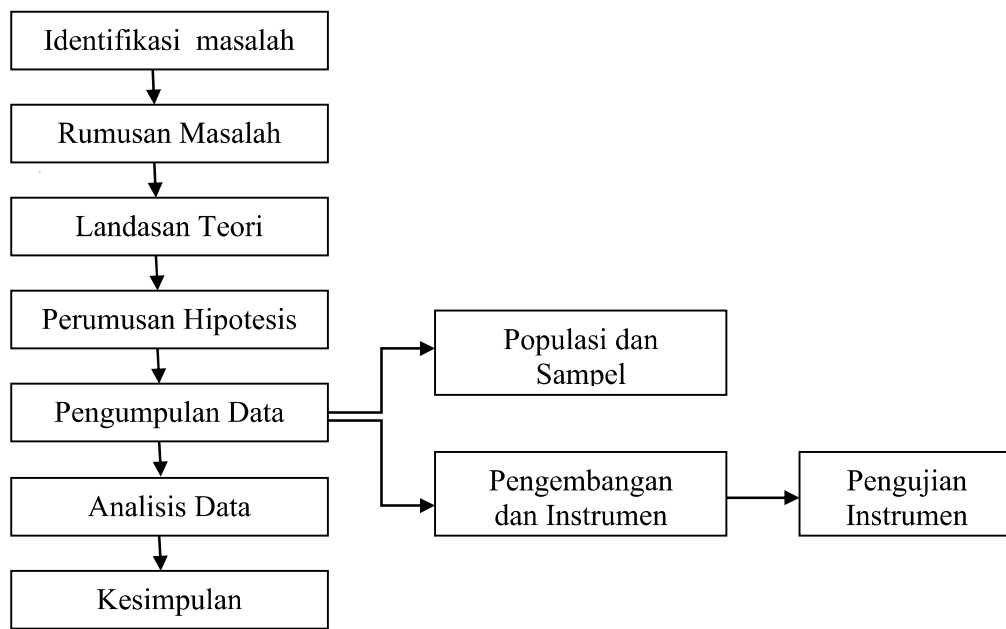 Identifikasi masalah
Rumusan Masalah
Landasan Teori
Perumusan Hipotesis
Pengumpulan Data
Analisis Data
Kesimpulan
Populasi dan
Sampel
Pengembangan
dan Instrumen
Pengujian
Instrumen